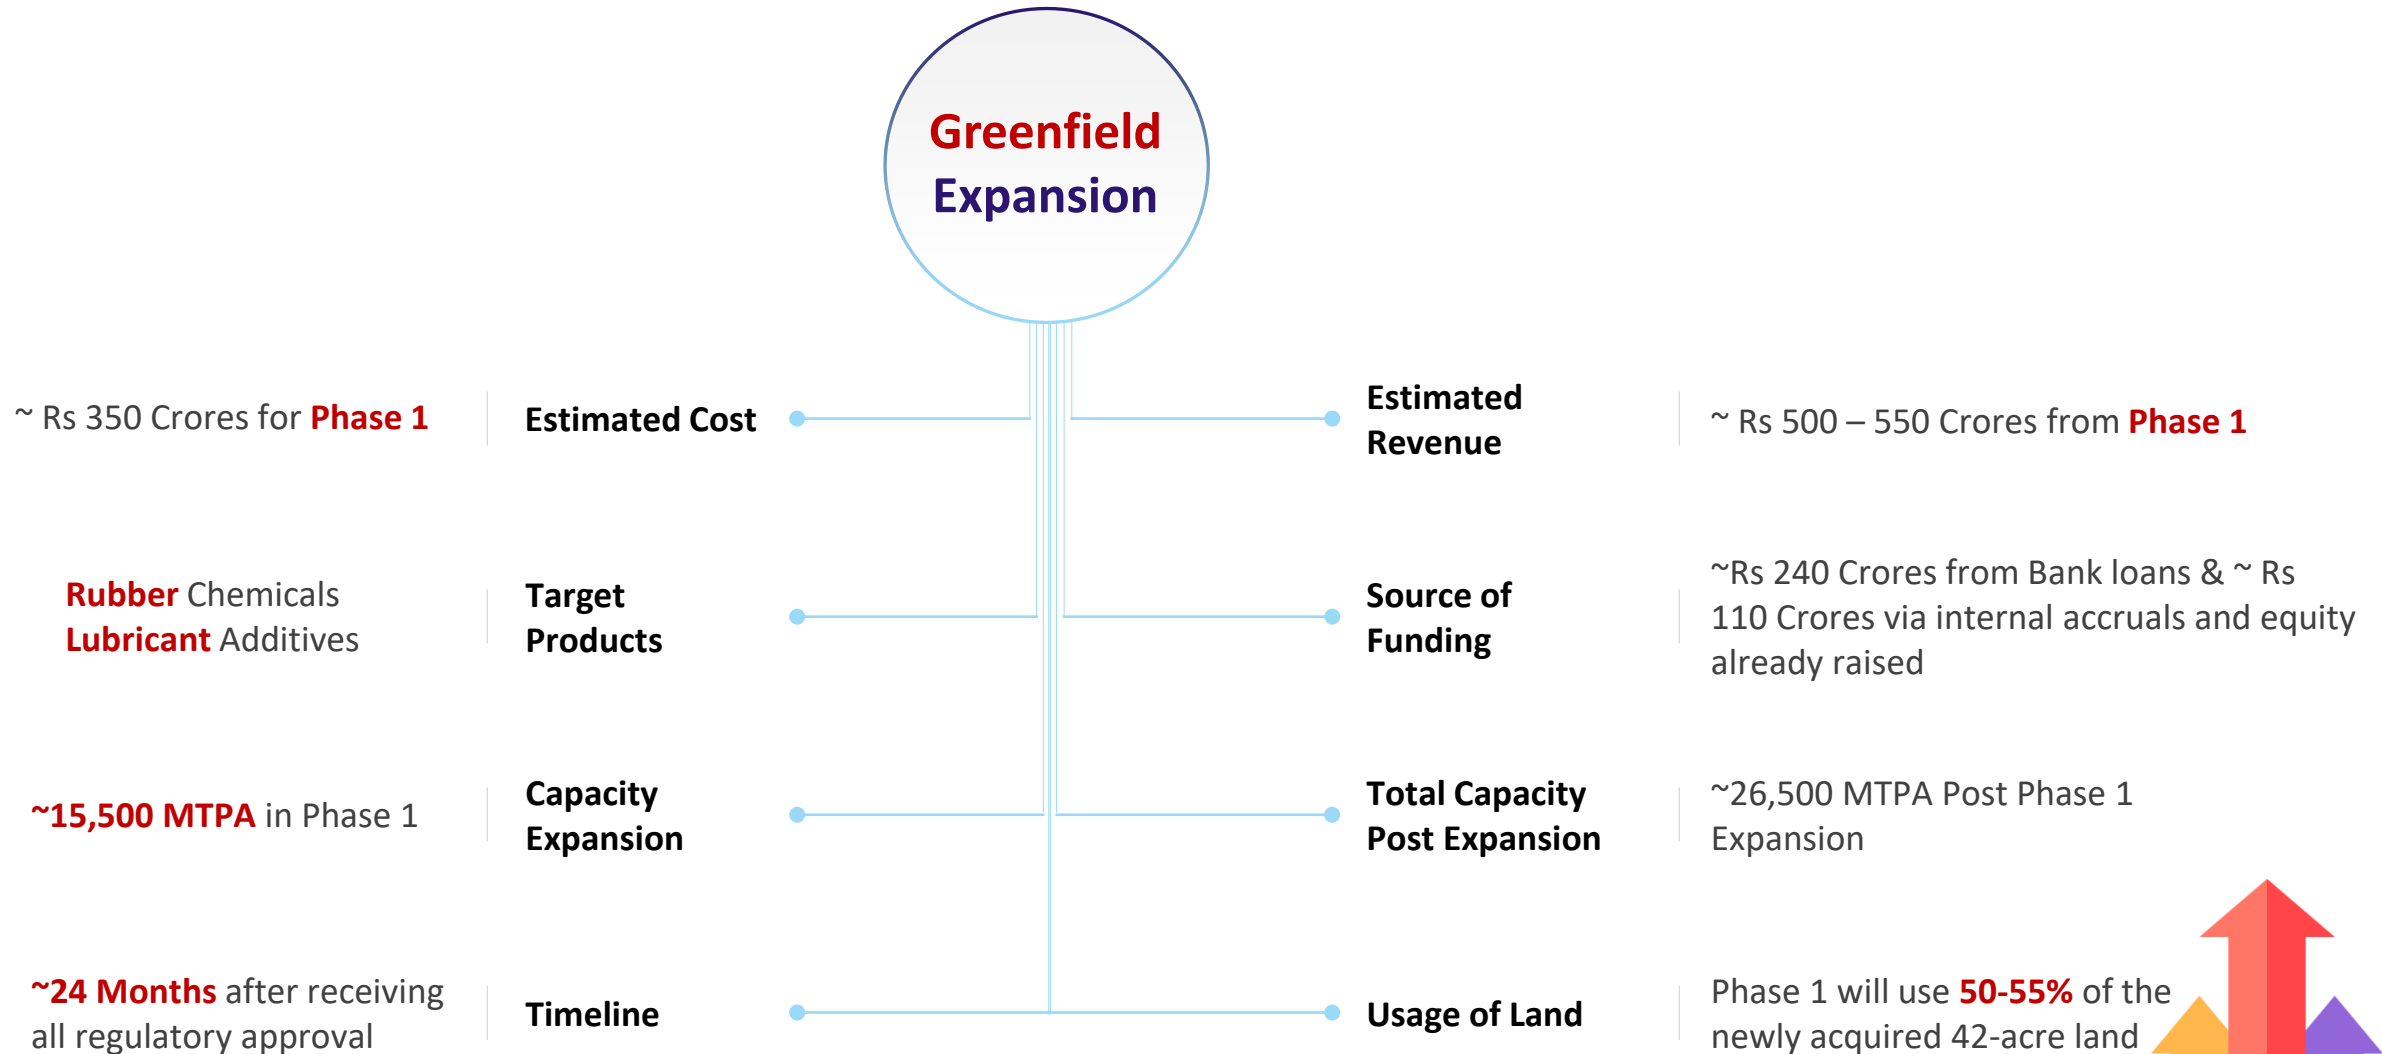 Greenfield
Expansion
~ Rs 350 Crores for Phase 1
Estimated Cost
Estimated
Revenue
~ Rs 500 – 550 Crores from Phase 1
Rubber Chemicals
Lubricant Additives
Target
Products
Source of
Funding
~Rs 240 Crores from Bank loans & ~ Rs
110 Crores via internal accruals and equity
already raised
~15,500 MTPA in Phase 1
Capacity
Expansion
Total Capacity
Post Expansion
~26,500 MTPA Post Phase 1
Expansion
~24 Months after receiving
all regulatory approval
Timeline
Usage of Land
Phase 1 will use 50-55% of the
newly acquired 42-acre land